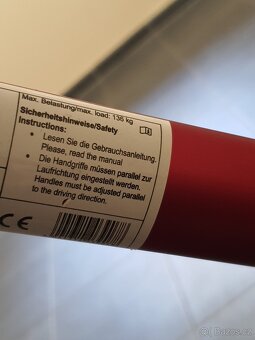 Max. Belastung/max. load: 136 kg
Sicherheitshinweise/Safety
Instructions:
• Lesen Sie die Gebrauchsanleitung.
Please, read the manual
• Die Handgriffe müssen parallel zur
Laufrichtung eingestellt werden.
Handles must be adjusted parallel
to the driving direction.
CE